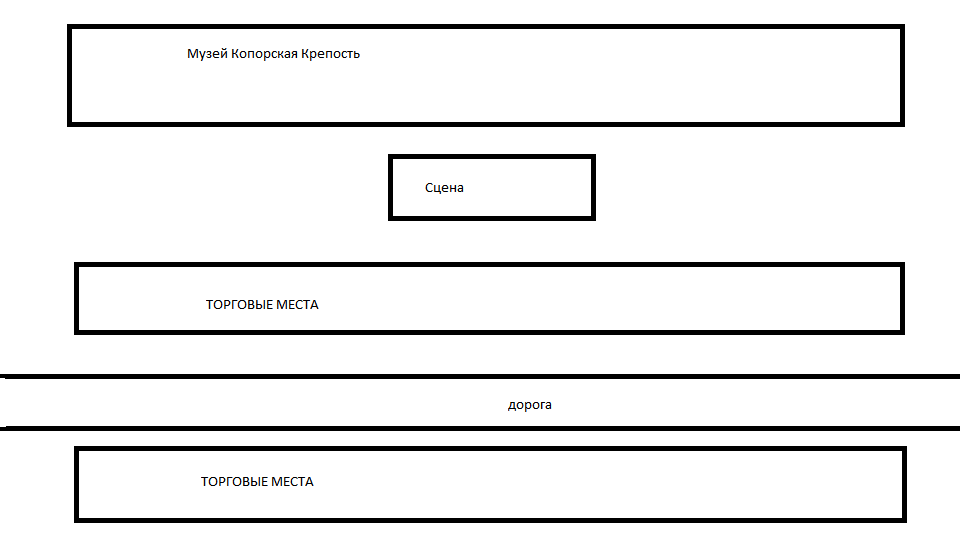 Музей Копорская Крепость
Сцена
ТОРГОВЫЕ МЕСТА
дорога
ТОРГОВЫЕ МЕСТА